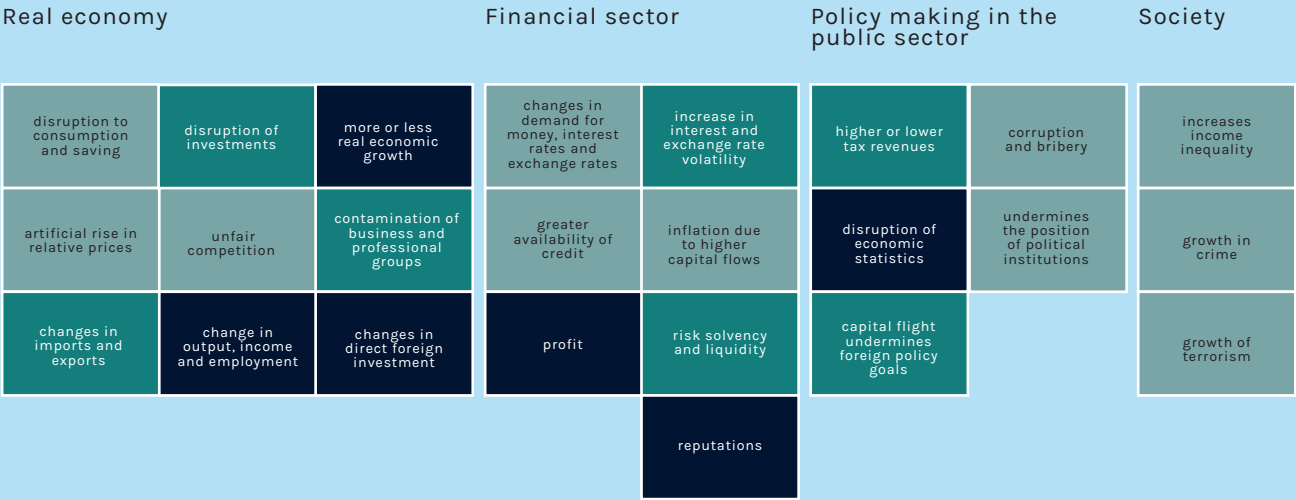 Real economy
disruption to
consumption
and saving
disruption of
investments
more or less
real economic
growth
artificial rise in
relative prices
unfair
competition
contamination of
business and
professional
groups
changes in
imports and
exports
change in
output, income
and employment
changes in
direct foreign
investment
Financial sector
changes in
demand for
money, interest
rates and
exchange rates
increase in
interest and
exchange rate
volatility
greater
availability of
credit
inflation due
to higher
capital flows
profit
risk solvency
and liquidity
reputations
Policy making in the
public sector
higher or lower
tax revenues
corruption
and bribery
disruption of
economic
statistics
undermines
the position
of political
institutions
capital flight
undermines
foreign policy
goals
Society
increases
income
inequality
growth in
crime
growth of
terrorism